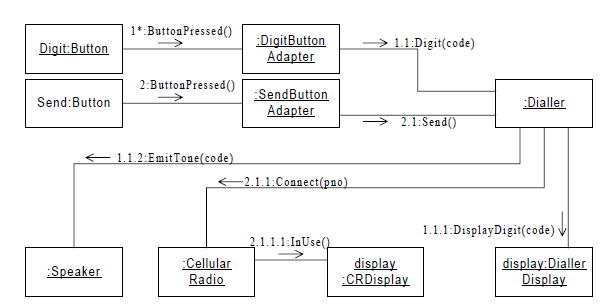 1*:ButtonPressed()
Digit:Button
:DigitButton
Adapter
1.1:Digit(code)
2:ButtonPressed()
Send:Button
:SendButton
Adapter
:Dialler
2.1:Send()
1.1.2:EmitTone(code)
2.1.1:Connect(pno)
1.1.1:DisplayDigit(code)
2.1.1.1:InUse()
:Speaker
:Cellular
Radio
display
:CRDisplay
display:Dialler
Display